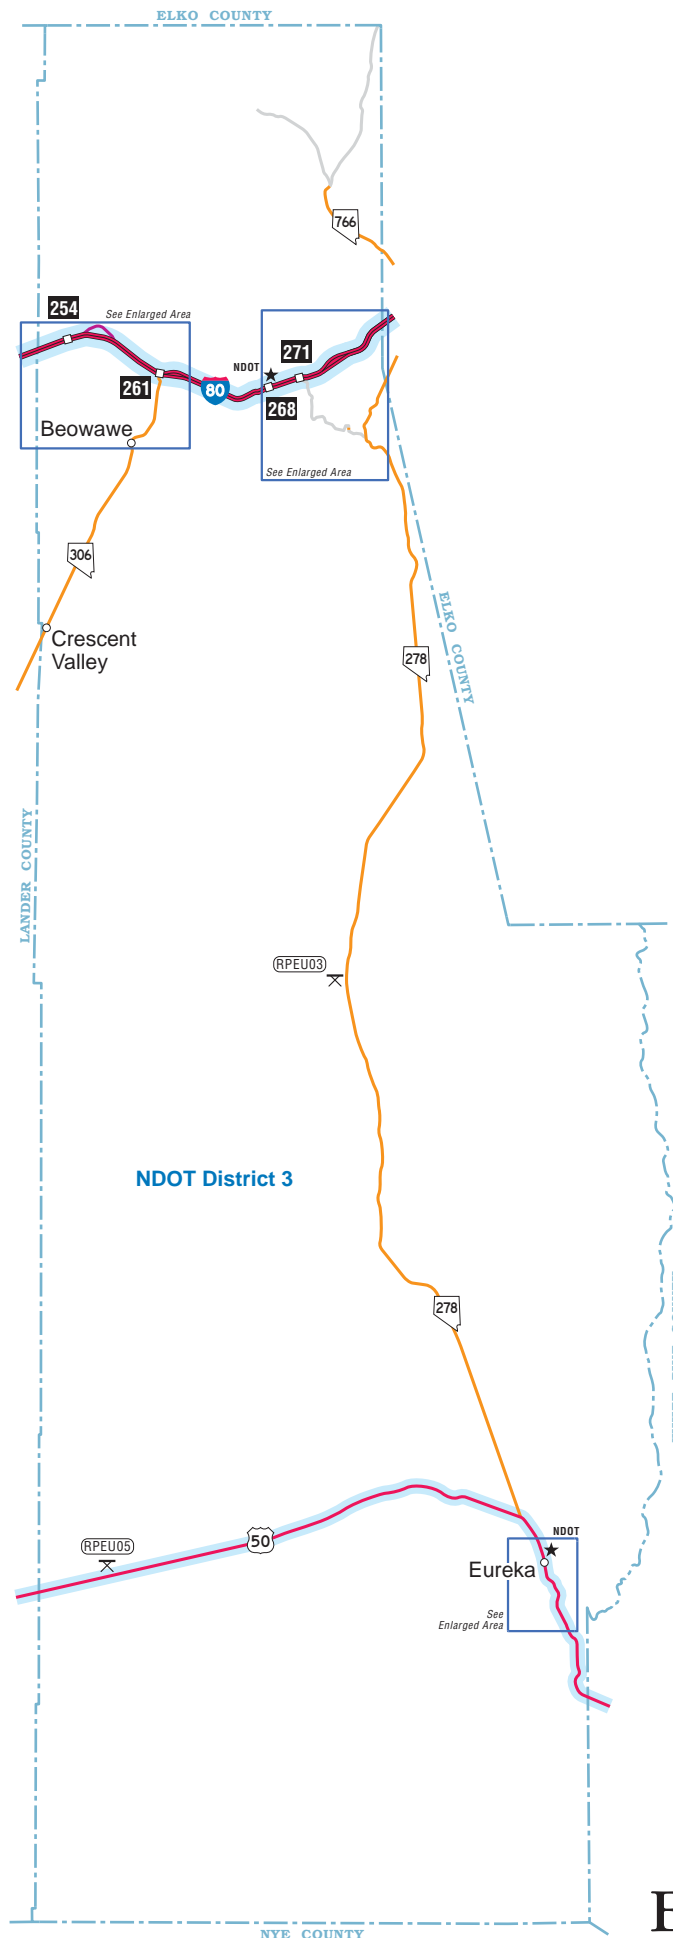 ELKO COUNTY
766
254
See Enlarged Area
271
NDOT
261
80
268
Beowawe
See Enlarged Area
306
ELKO COUNTY
Crescent
Valley
278
LANDER COUNTY
RPEU03
NDOT District 3
278
50
NDOT
RPEU05
Eureka
See
Enlarged Area
E
NYE COUNTY